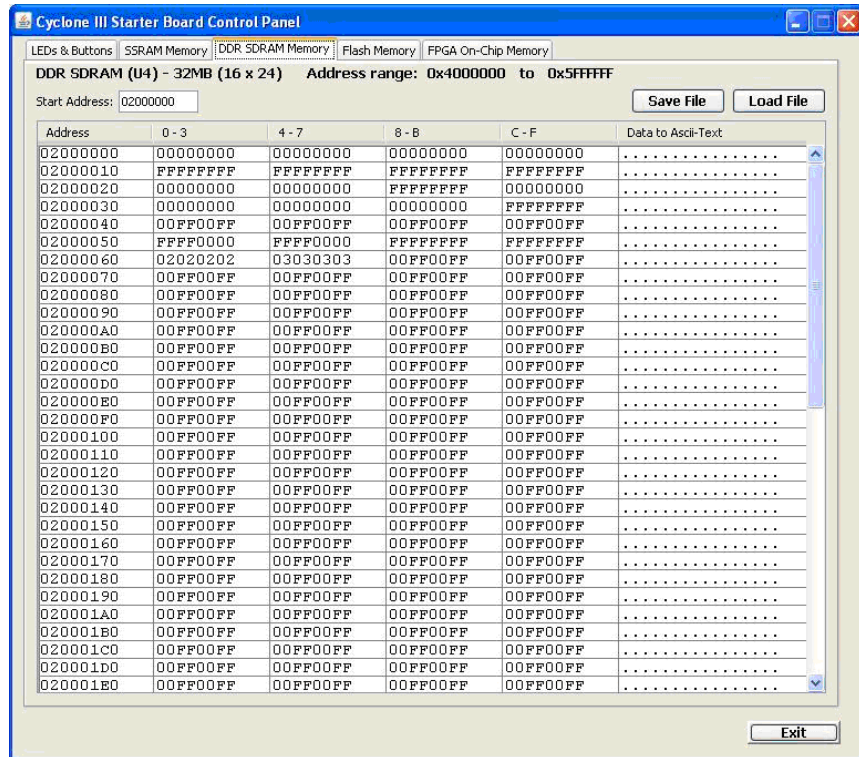 Cyclone III Starter Board Control Panel
LEDs & Buttons SSRAM Memory DDR SDRAM Memory Flash Memory FPGA On-Chip Memory
DDR SDRAM (U4) - 32MB (16 x 24) Address range: 0x4000000 to 0x5FFFFFF
Start Address: 02000000 Save File Load File
Address 0 - 3 4 - 7 8 - B C - F Data to Ascii-Text
02000000 00000000 00000000 00000000 00000000 ................
02000010 FFFFFFFF FFFFFFFF FFFFFFFF FFFFFFFF ................
02000020 00000000 00000000 FFFFFFFF 00000000 ................
02000030 00000000 00000000 00000000 FFFFFFFF ................
02000040 00FF00FF 00FF00FF 00FF00FF 00FF00FF ................
02000050 FFFF0000 FFFF0000 FFFFFFFF FFFFFFFF ................
02000060 02020202 03030303 00FF00FF 00FF00FF ................
02000070 00FF00FF 00FF00FF 00FF00FF 00FF00FF ................
02000080 00FF00FF 00FF00FF 00FF00FF 00FF00FF ................
02000090 00FF00FF 00FF00FF 00FF00FF 00FF00FF ................
020000A0 00FF00FF 00FF00FF 00FF00FF 00FF00FF ................
020000B0 00FF00FF 00FF00FF 00FF00FF 00FF00FF ................
020000C0 00FF00FF 00FF00FF 00FF00FF 00FF00FF ................
020000D0 00FF00FF 00FF00FF 00FF00FF 00FF00FF ................
020000E0 00FF00FF 00FF00FF 00FF00FF 00FF00FF ................
020000F0 00FF00FF 00FF00FF 00FF00FF 00FF00FF ................
02000100 00FF00FF 00FF00FF 00FF00FF 00FF00FF ................
02000110 00FF00FF 00FF00FF 00FF00FF 00FF00FF ................
02000120 00FF00FF 00FF00FF 00FF00FF 00FF00FF ................
02000130 00FF00FF 00FF00FF 00FF00FF 00FF00FF ................
02000140 00FF00FF 00FF00FF 00FF00FF 00FF00FF ................
02000150 00FF00FF 00FF00FF 00FF00FF 00FF00FF ................
02000160 00FF00FF 00FF00FF 00FF00FF 00FF00FF ................
02000170 00FF00FF 00FF00FF 00FF00FF 00FF00FF ................
02000180 00FF00FF 00FF00FF 00FF00FF 00FF00FF ................
02000190 00FF00FF 00FF00FF 00FF00FF 00FF00FF ................
020001A0 00FF00FF 00FF00FF 00FF00FF 00FF00FF ................
020001B0 00FF00FF 00FF00FF 00FF00FF 00FF00FF ................
020001C0 00FF00FF 00FF00FF 00FF00FF 00FF00FF ................
020001D0 00FF00FF 00FF00FF 00FF00FF 00FF00FF ................
020001E0 00FF00FF 00FF00FF 00FF00FF 00FF00FF ................
Exit